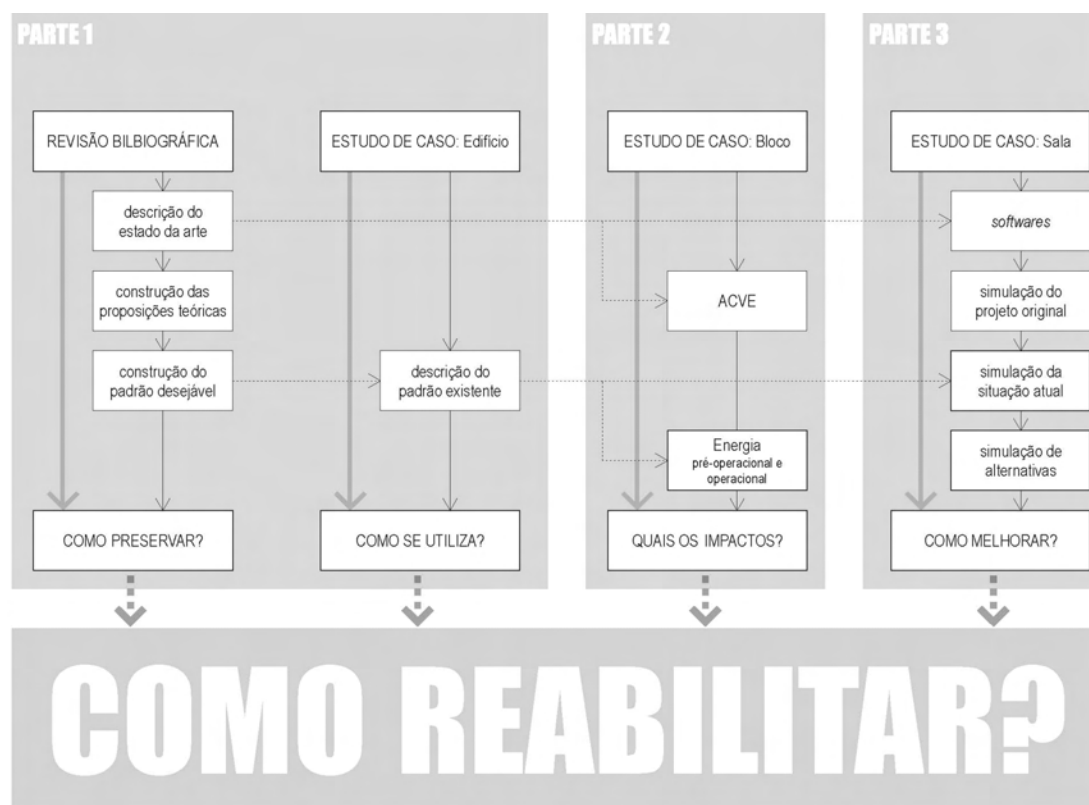 PARTE 1
REVISÃO BILBIOGRÁFICA
descrição do
estado da arte
construção das
proposições teóricas
construção do
padrão desejável
COMO PRESERVAR?
ESTUDO DE CASO: Edifício
descrição do
padrão existente
COMO SE UTILIZA?
PARTE 2
ESTUDO DE CASO: Bloco
ACVE
Energia
pré-operacional e
operacional
QUAIS OS IMPACTOS?
PARTE 3
ESTUDO DE CASO: Sala
softwares
simulação do
projeto original
simulação da
situação atual
simulação de
alternativas
COMO MELHORAR?
COMO REABILITAR?